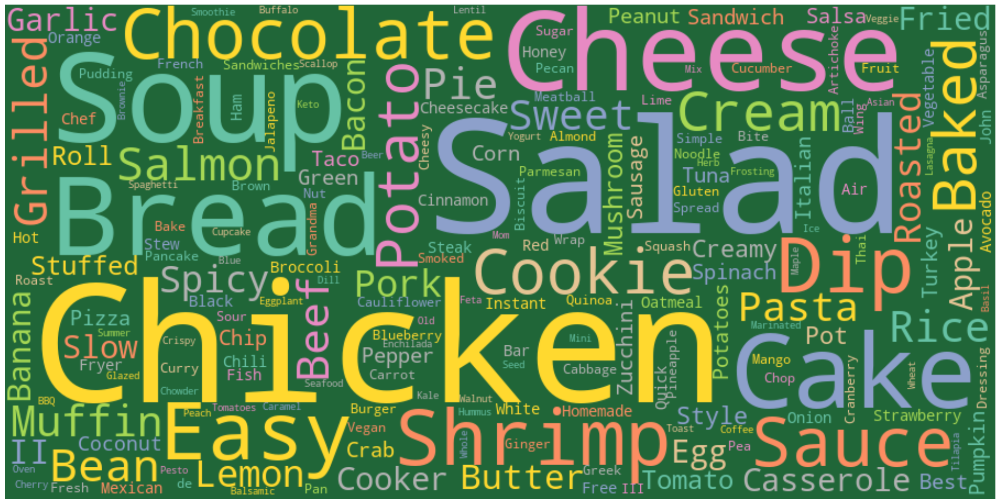 Garlic
Chocolate
Smoothie
Buffalo
Lentil
Cheese
Peanut
Sandwich
Salsa
Veggie
Fried
Orange
Sugar
Honey
Pecan
Mix
Cucumber
Artichoke
Fruit
Grilled
Soup
French
Sandwiches
Scallop
Pudding
Brownie
Breakfast
Ham
Jalapeno
Keto
Chef
Bacon
Potato
Pie
Cheesecake
Meatball
Lime
Sweet
Cream
Ball
Wing
Asian
Roasted
Vegetable
Baked
Asparagus
John
Roll
Salmon
Taco
Beer
Cheesy
Corn
Yogurt
Almond
Salad
Simple
Bite
Noodle
Herb
Frosting
Italian
Lasagna
Green
Spaghetti
Brown
Nut
Parmesan
Mushroom
Sausage
Tuna
Gluten
Air
Bread
Cinnamon
Biscuit
Spread
Avocado
Bake
Cupcake
Grandma
Hot
Stew
Pancake
Blue
Mom
Steak
Smoked
Red
Wrap
Squash
Creamy
Ice
Thai
Maple
Dip
Turkey
Apple
Stuffed
Spicy
Broccoli
Dill
Cookie
Spinach
Roast
Black
Eggplant
Beef
Pork
Cauliflower
Feta
Instant
Quinoa
Oatmeal
Potatoes
Pasta
Basil
Banana
Chicken
Pizza
Summer
Slow
Crispy
Sour
Chip
Old
Blueberry
Enchilada
Mini
Zucchini
Pineapple
Marinated
Pot
Rice
Fryer
Glazed
Curry
Chili
Fish
Pepper
Carrot
Seafood
Bar
Seed
Cabbage
Quick
Cake
Mango
Chop
Cranberry
Wheat
Dressing
BBQ
Chowder
Kale
Walnut
Muffin
Easy
Peach
Tomatoes
Caramel
Burger
Hummus
White
Homemade
Style
Onion
Strawberry
II
Coconut
Vegan
Shrimp
Whole
Ginger
Toast
Coffee
Sauce
Tilapia
Pumpkin
Oven
Bean
Pesto
Lemon
Crab
Egg
Pea
Cherry
Fresh
Mexican
de
Balsamic
Pan
Cooker
Butter
Greek
Free
III
Tomato
Casserole
Best